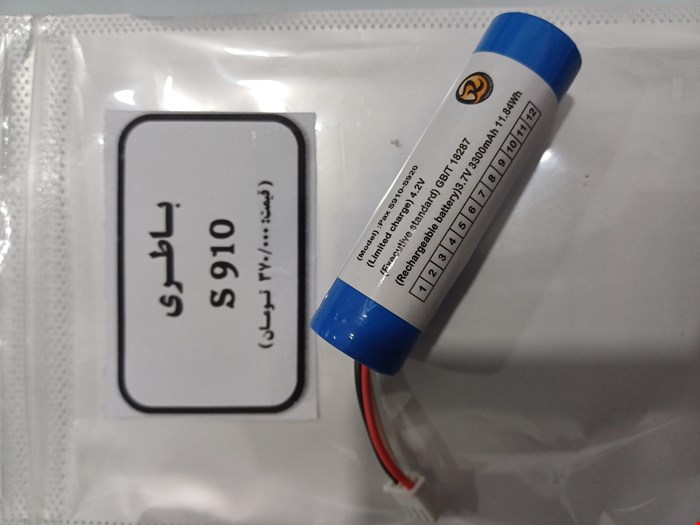 باطری
S 910
(قیمت: ۳۷۰/۰۰۰ تومان)
(Model) :Pax S910-S920
(Limited charge) 4.2V
(Executive standard) GB/T 18287
(Rechargeable battery)3.7V 3300mAh 11.84Wh
1 2 3 4 5 6 7 8 9 10 11 12